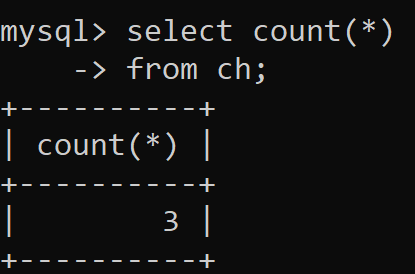 mysql> select count(*)
    -> from ch;
+----------+
| count(*) |
+----------+
|        3 |
+----------+